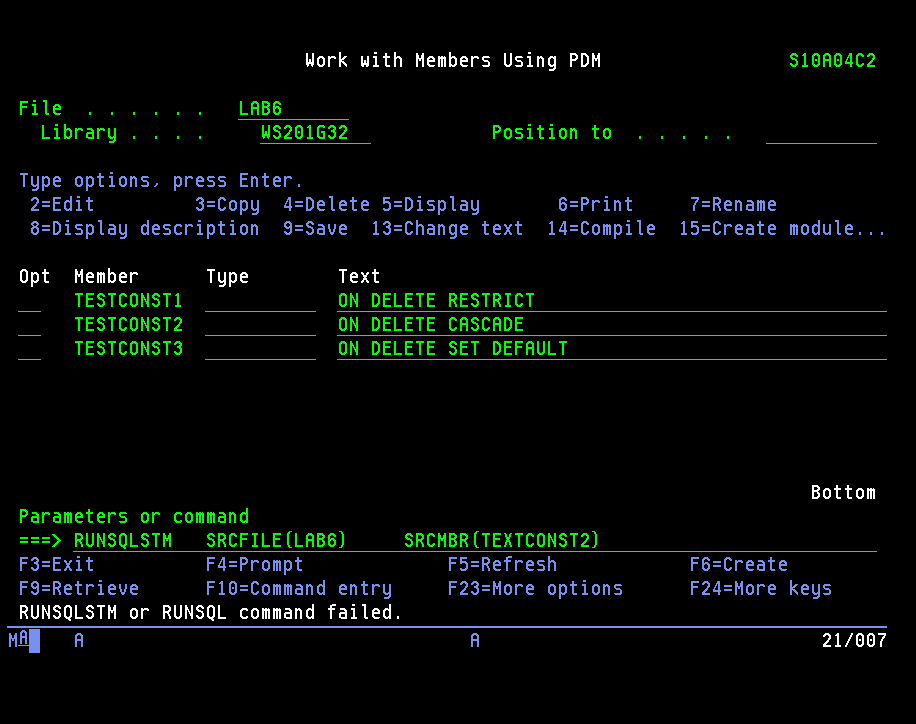 Work with Members Using PDM S10A04C2
File . . . . . . LAB6
Library . . . . WS201G32 Position to . . . . .
Type options, press Enter.
2=Edit 3=Copy 4=Delete 5=Display 6=Print 7=Rename
8=Display description 9=Save 13=Change text 14=Compile 15=Create module...
Opt Member Type Text
TESTCONST1 ON DELETE RESTRICT
TESTCONST2 ON DELETE CASCADE
TESTCONST3 ON DELETE SET DEFAULT
Bottom
Parameters or command
===> RUNSQLSTM SRCFILE(LAB6) SRCMBR(TEXTCONST2)
F3=Exit F4=Prompt F5=Refresh F6=Create
F9=Retrieve F10=Command entry F23=More options F24=More keys
RUNSQLSTM or RUNSQL command failed.
MA A A 21/007